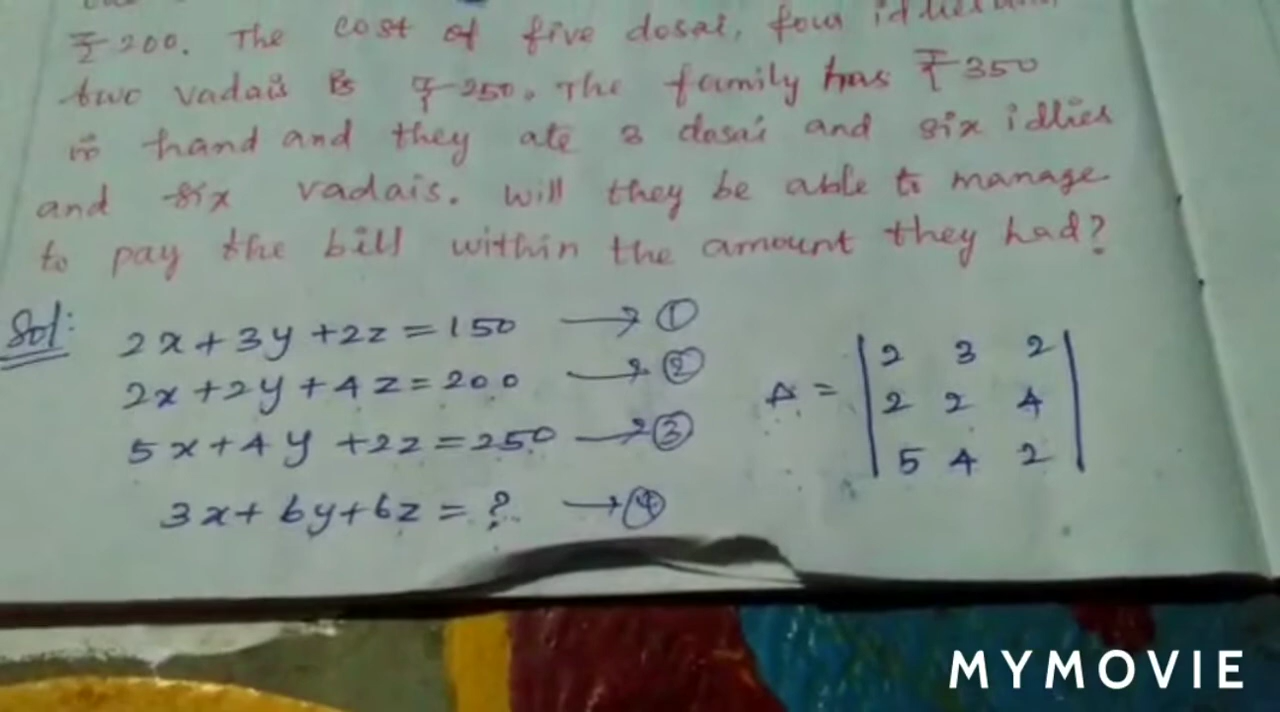 ₹ 200. The cost of five dosai, four idlies and
two vadais is ₹ 250. The family has ₹ 350
in hand and they ate 3 dosai and six idlies
and six vadais. Will they be able to manage
to pay the bill within the amount they had?
Sol: 2x + 3y + 2z = 150 → ①
2x + 2y + 4z = 200 → ②
5x + 4y + 2z = 250 → ③
3x + 6y + 6z = ? → ④
Δ = | 2 3 2 |
| 2 2 4 |
| 5 4 2 |
MYMOVIE